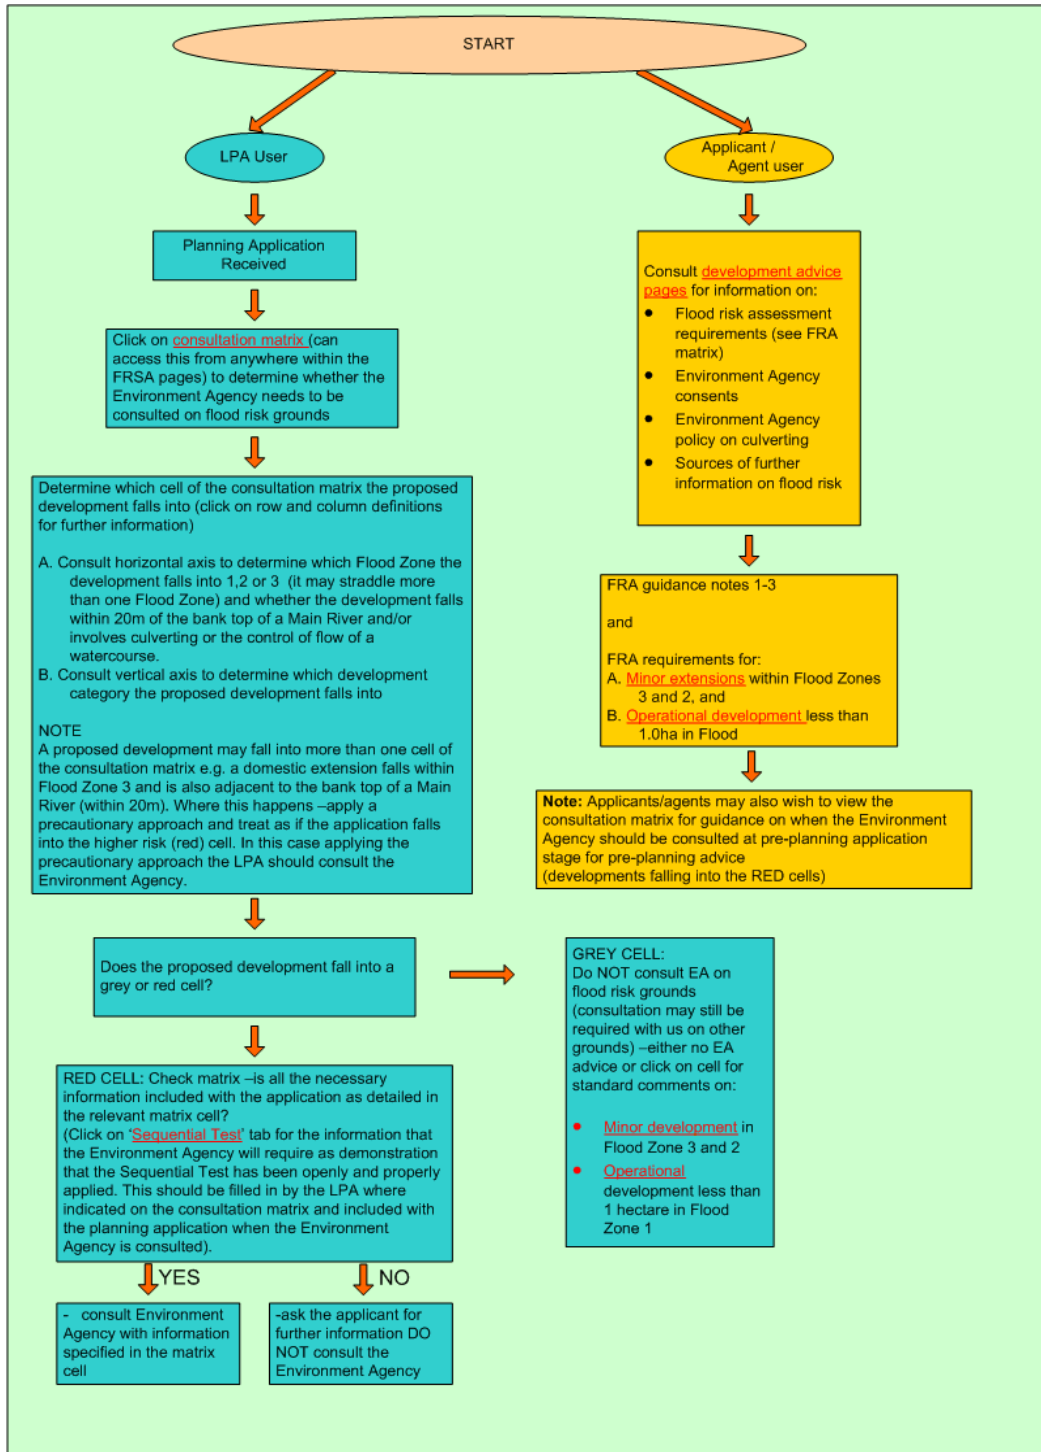 START
LPA User
Applicant /
Agent user
Planning Application
Received
Click on consultation matrix (can
access this from anywhere within the
FRSA pages) to determine whether the
Environment Agency needs to be
consulted on flood risk grounds
Determine which cell of the consultation matrix the proposed
development falls into (click on row and column definitions
for further information)
A. Consult horizontal axis to determine which Flood Zone the
development falls into 1,2 or 3  (it may straddle more
than one Flood Zone) and whether the development falls
within 20m of the bank top of a Main River and/or
involves culverting or the control of flow of a
watercourse.
B. Consult vertical axis to determine which development
category the proposed development falls into
NOTE
A proposed development may fall into more than one cell of
the consultation matrix e.g. a domestic extension falls within
Flood Zone 3 and is also adjacent to the bank top of a Main
River (within 20m). Where this happens –apply a
precautionary approach and treat as if the application falls
into the higher risk (red) cell. In this case applying the
precautionary approach the LPA should consult the
Environment Agency.
Does the proposed development fall into a
grey or red cell?
RED CELL: Check matrix –is all the necessary
information included with the application as detailed in
the relevant matrix cell?
(Click on ‘Sequential Test’ tab for the information that
the Environment Agency will require as demonstration
that the Sequential Test has been openly and properly
applied. This should be filled in by the LPA where
indicated on the consultation matrix and included with
the planning application when the Environment
Agency is consulted).
YES
NO
- consult Environment
Agency with information
specified in the matrix
cell
-ask the applicant for
further information DO
NOT consult the
Environment Agency
Consult development advice
pages for information on:
● Flood risk assessment
requirements (see FRA
matrix)
● Environment Agency
consents
● Environment Agency
policy on culverting
● Sources of further
information on flood risk
FRA guidance notes 1-3
and
FRA requirements for:
A. Minor extensions within Flood Zones
3 and 2, and
B. Operational development less than
1.0ha in Flood
Note: Applicants/agents may also wish to view the
consultation matrix for guidance on when the Environment
Agency should be consulted at pre-planning application
stage for pre-planning advice
(developments falling into the RED cells)
GREY CELL:
Do NOT consult EA on
flood risk grounds
(consultation may still be
required with us on other
grounds) –either no EA
advice or click on cell for
standard comments on:
● Minor development in
Flood Zone 3 and 2
● Operational
development less than
1 hectare in Flood
Zone 1